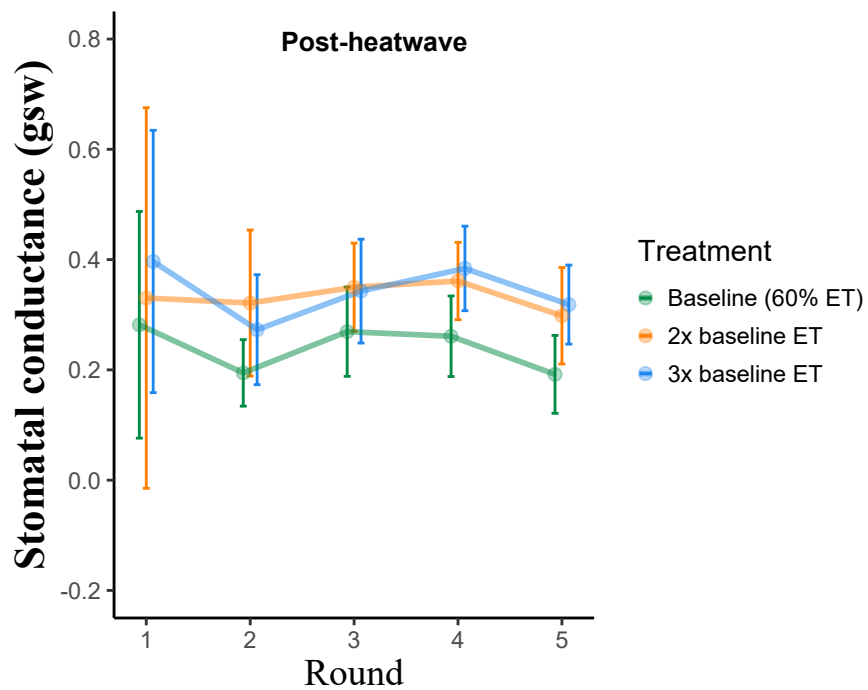 Post-heatwave
Stomatal conductance (gsw)
0.8
0.6
0.4
0.2
0.0
-0.2
1 2 3 4 5
Round
Treatment
Baseline (60% ET)
2x baseline ET
3x baseline ET